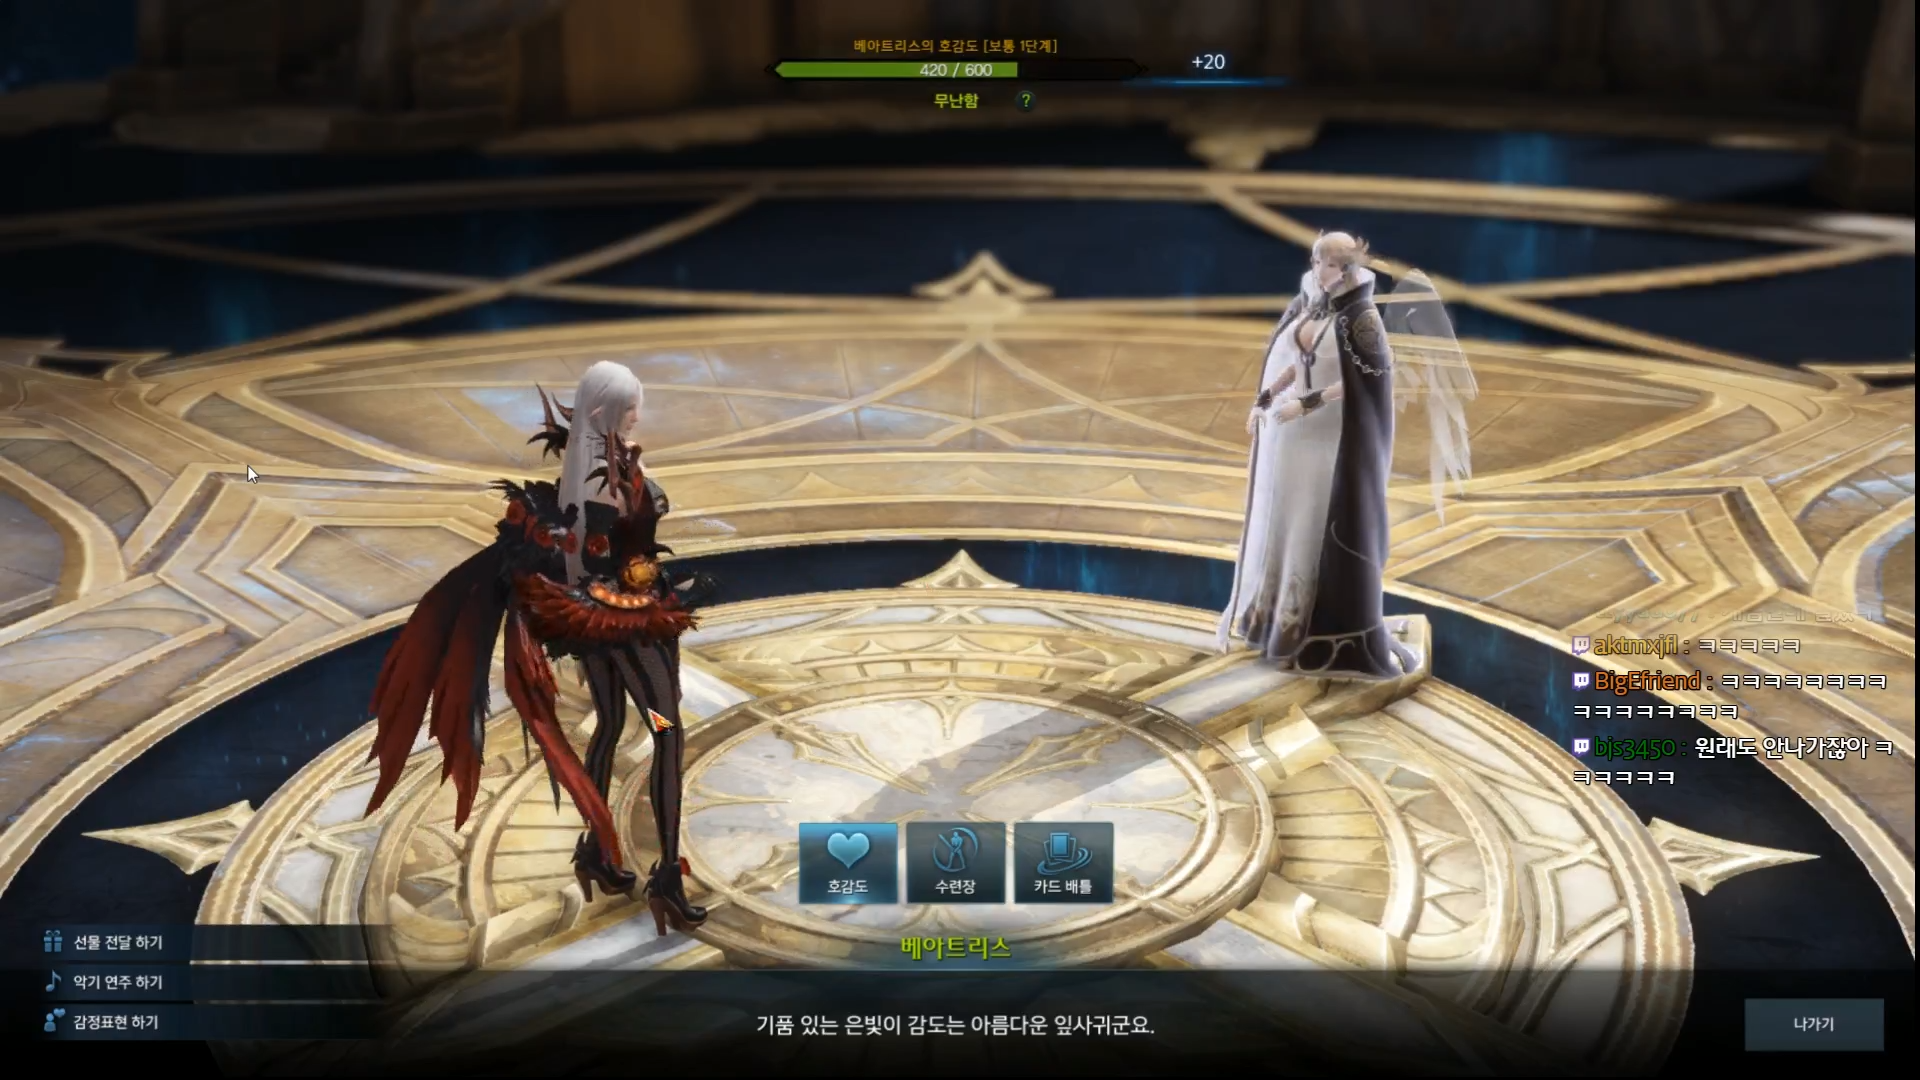 베아트리스의 호감도 [보통 1단계]
420 / 600
+20
무난함
?
aktmxjfl : ㅋㅋㅋㅋㅋ
BigEfriend : ㅋㅋㅋㅋㅋㅋㅋㅋ
ㅋㅋㅋㅋㅋㅋㅋㅋ
bjs3450 : 원래도 안나가잖아 ㅋ
ㅋㅋㅋㅋㅋ
호감도
수련장
카드 배틀
베아트리스
선물 전달 하기
악기 연주 하기
감정표현 하기
기품 있는 은빛이 감도는 아름다운 잎사귀군요.
나가기